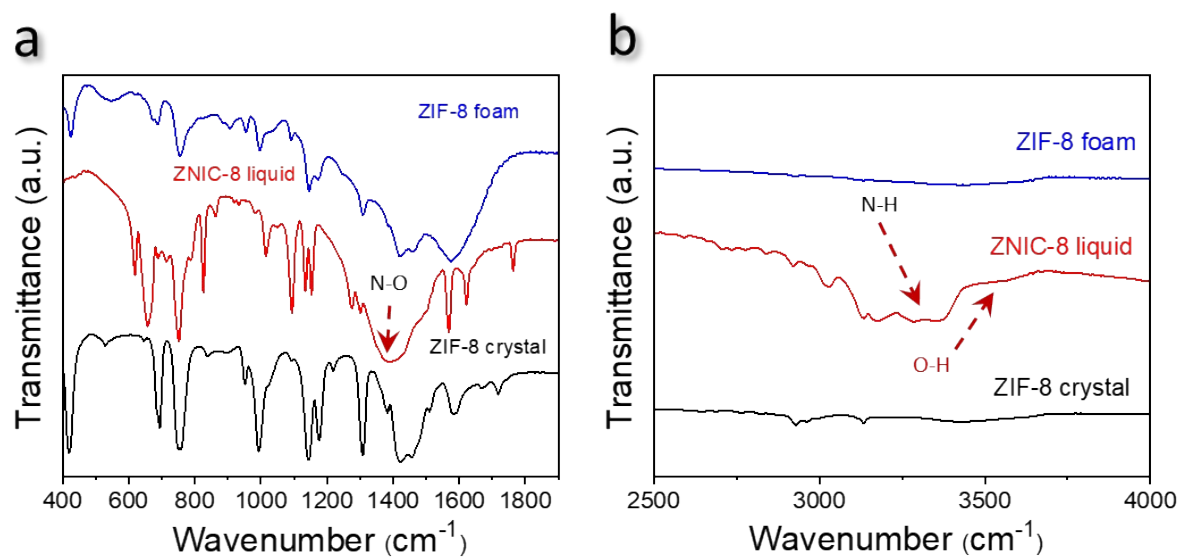 a
ZIF-8 foam
ZNIC-8 liquid
N-O
ZIF-8 crystal
Transmittance (a.u.)
400 600 800 1000 1200 1400 1600 1800
Wavenumber (cm-1)
b
ZIF-8 foam
N-H
ZNIC-8 liquid
O-H
ZIF-8 crystal
Transmittance (a.u.)
2500 3000 3500 4000
Wavenumber (cm-1)